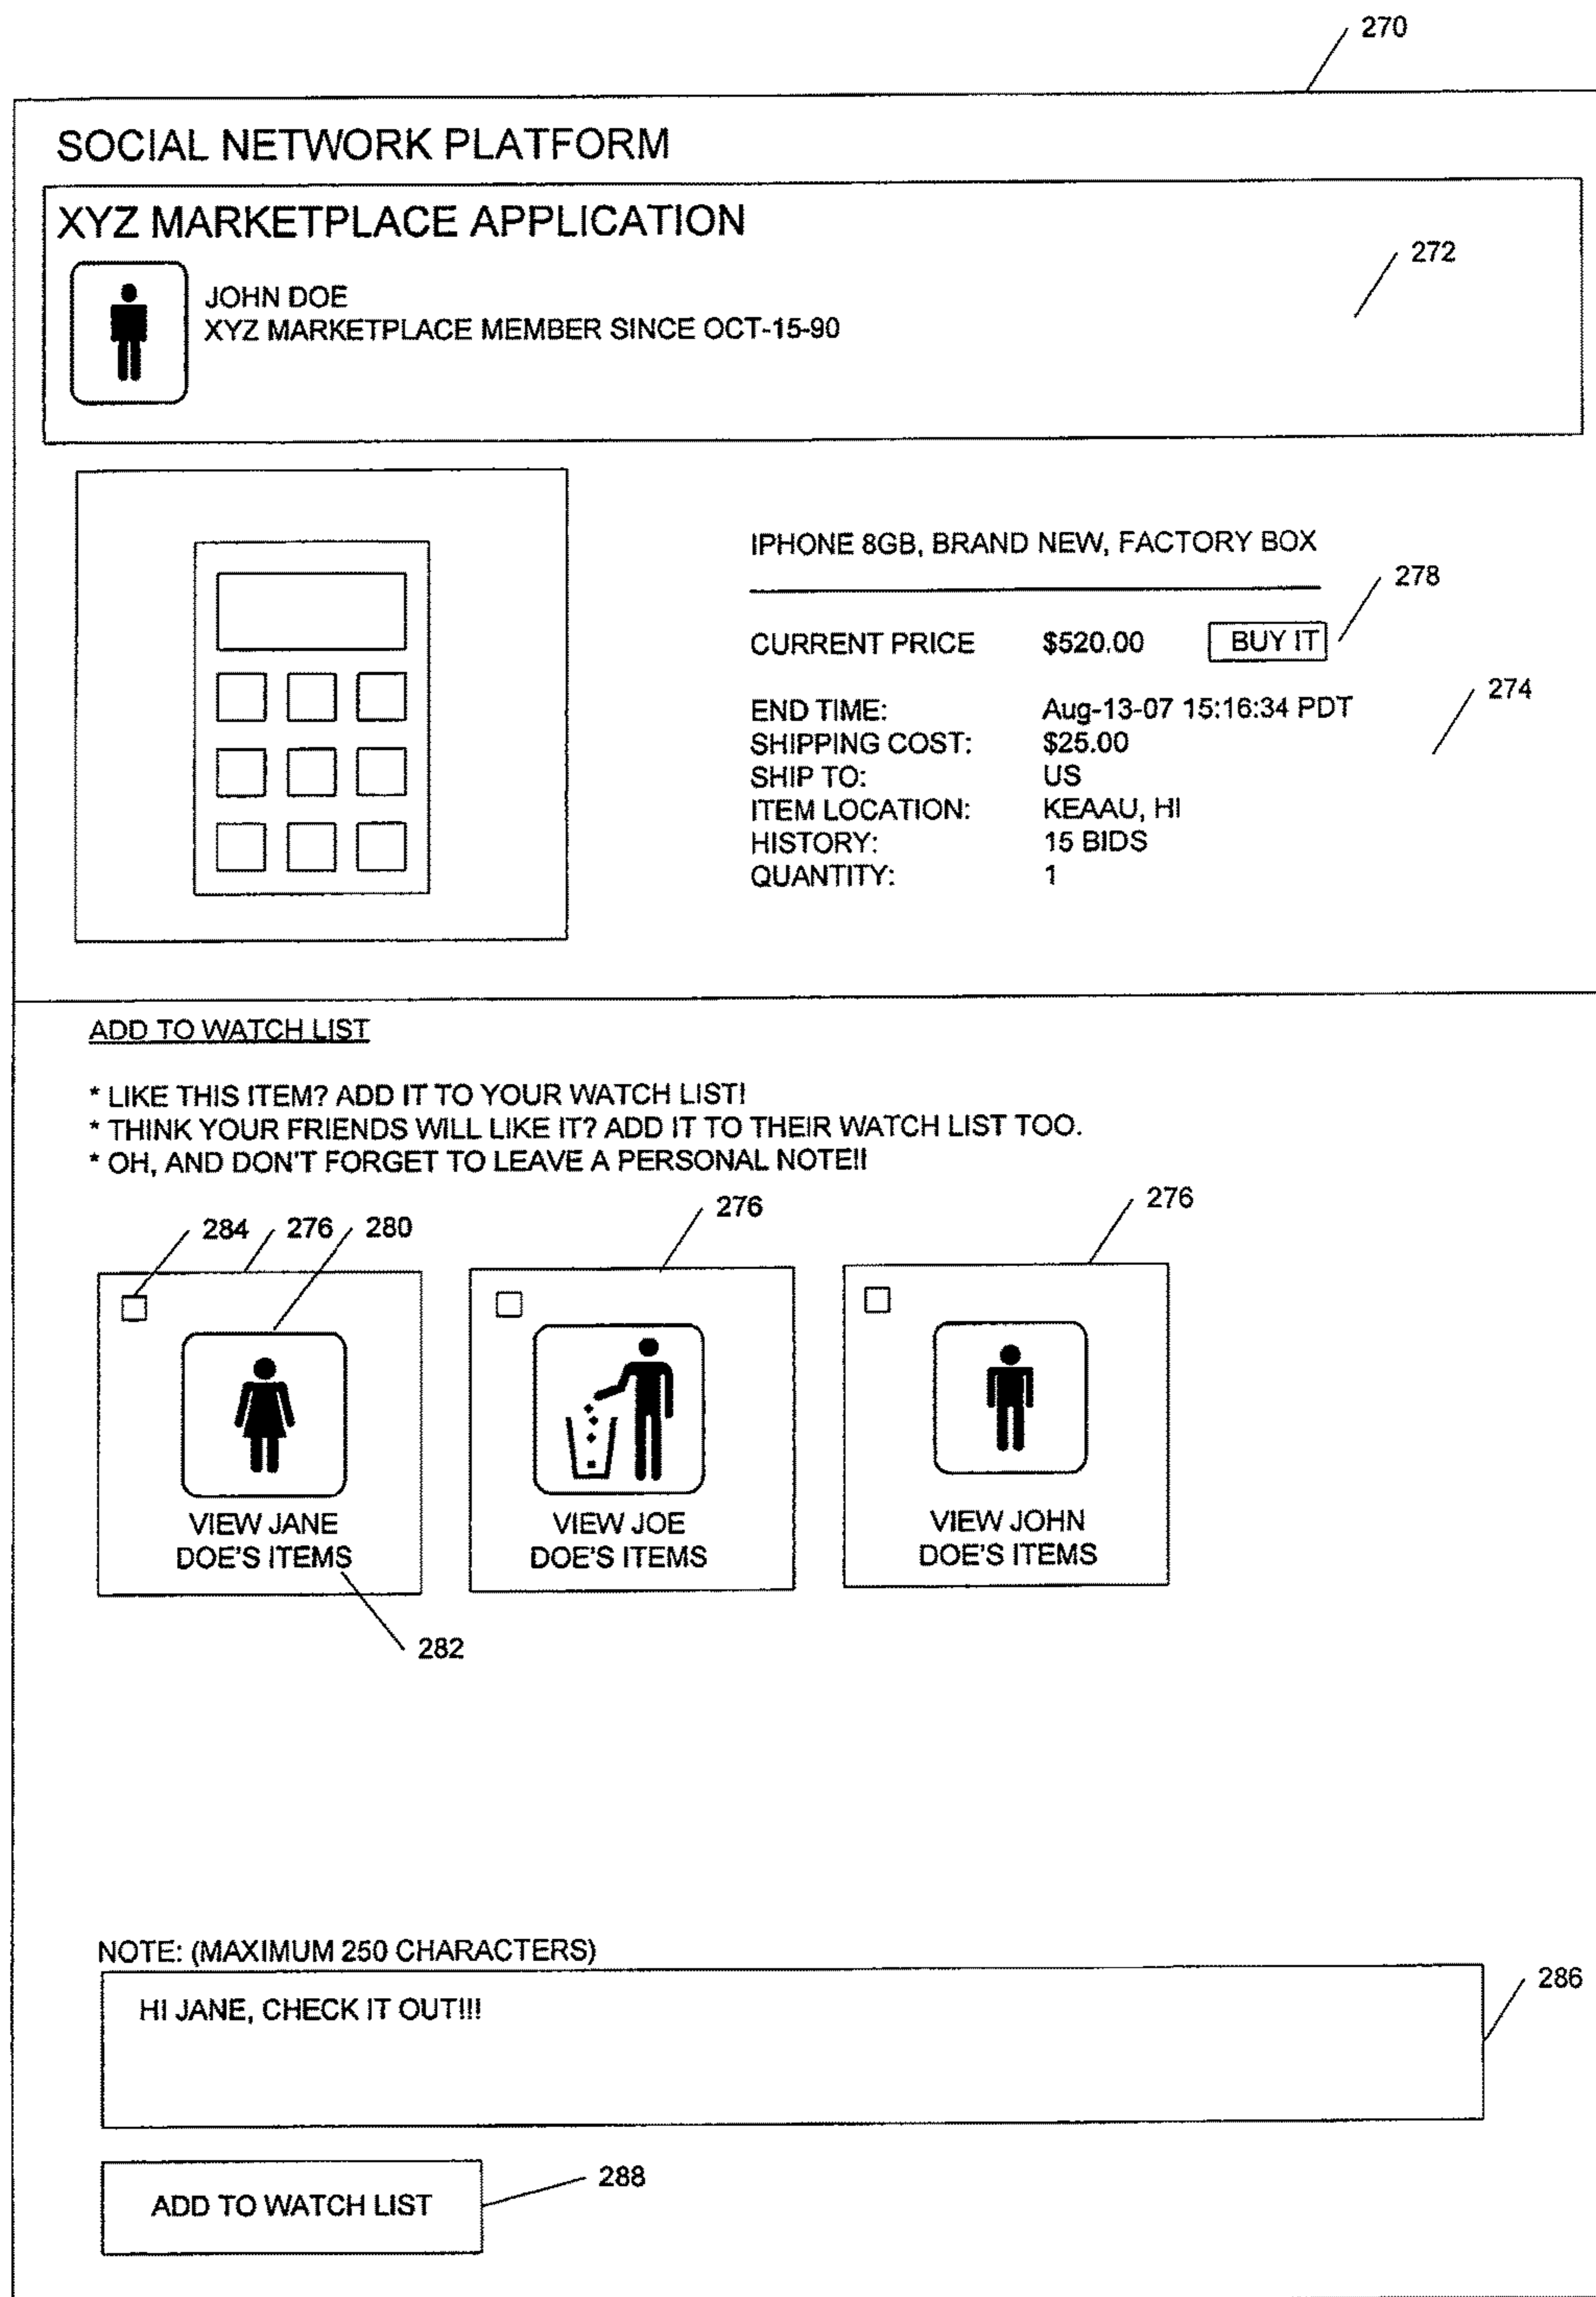 270
SOCIAL NETWORK PLATFORM
XYZ MARKETPLACE APPLICATION
272
JOHN DOE
XYZ MARKETPLACE MEMBER SINCE OCT-15-90
IPHONE 8GB, BRAND NEW, FACTORY BOX
278
CURRENT PRICE $520.00 BUY IT
274
END TIME: Aug-13-07 15:16:34 PDT
SHIPPING COST: $25.00
SHIP TO: US
ITEM LOCATION: KEAAU, HI
HISTORY: 15 BIDS
QUANTITY: 1
ADD TO WATCH LIST
* LIKE THIS ITEM? ADD IT TO YOUR WATCH LIST!
* THINK YOUR FRIENDS WILL LIKE IT? ADD IT TO THEIR WATCH LIST TOO.
* OH, AND DON'T FORGET TO LEAVE A PERSONAL NOTE!!
284 276 280 276 276
VIEW JANE
DOE'S ITEMS
VIEW JOE
DOE'S ITEMS
VIEW JOHN
DOE'S ITEMS
282
NOTE: (MAXIMUM 250 CHARACTERS)
HI JANE, CHECK IT OUT!!!
286
ADD TO WATCH LIST
288